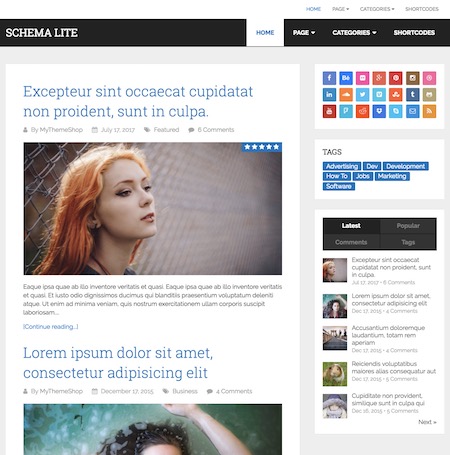 HOME PAGE CATEGORIES SHORTCODES
SCHEMA LITE
HOME PAGE CATEGORIES SHORTCODES
Excepteur sint occaecat cupidatat
non proident, sunt in culpa.
By MyThemeShop July 17, 2017 Featured 6 Comments
Eaque ipsa quae ab illo inventore veritatis et quasi. Eaque ipsa quae ab illo inventore veritatis
et quasi. Et iusto odio dignissimos ducimus qui blanditiis praesentium voluptatum deleniti
atque. Ut enim ad minima veniam, quis nostrum exercitationem ullam corporis suscipit
laboriosam...
[Continue reading...]
Lorem ipsum dolor sit amet,
consectetur adipisicing elit
By MyThemeShop December 17, 2015 Business 4 Comments
TAGS
Advertising Dev Development
How To Jobs Marketing
Software
Latest Popular
Comments Tags
Excepteur sint occaecat
cupidatat non proident, sunt
in culpa.
Jul 17, 2017 • 6 Comments
Lorem ipsum dolor sit amet,
consectetur adipisicing elit
Dec 17, 2015 • 4 Comments
Accusantium doloremque
laudantium, totam rem
aperiam
Dec 17, 2015 • 3 Comments
Reiciendis voluptatibus
maiores alias consequatur aut
Dec 17, 2015 • 3 Comments
Cupiditate non provident,
similique sunt in culpa qui
Dec 16, 2015 • 5 Comments
Next »